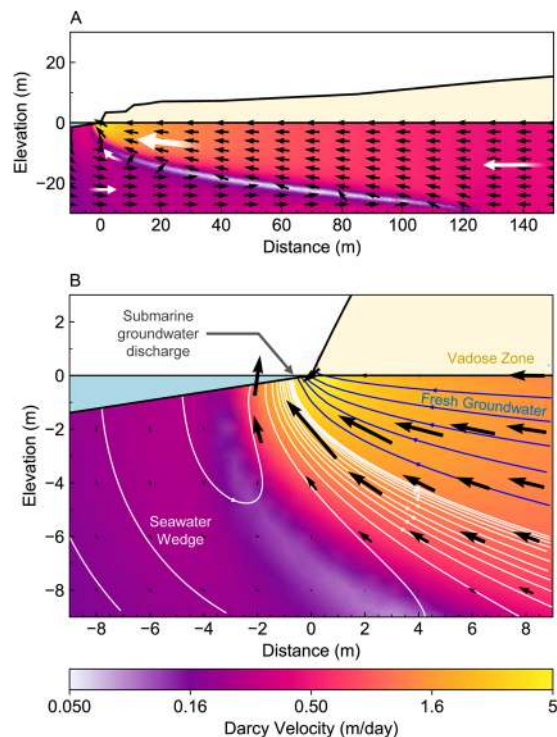 A
Elevation (m)
20
0
−20
0 20 40 60 80 100 120 140
Distance (m)
B
Submarine
groundwater
discharge
Vadose Zone
Fresh Groundwater
Seawater
Wedge
Elevation (m)
2
0
−2
−4
−6
−8
−8 −6 −4 −2 0 2 4 6 8
Distance (m)
0.050 0.16 0.50 1.6 5
Darcy Velocity (m/day)